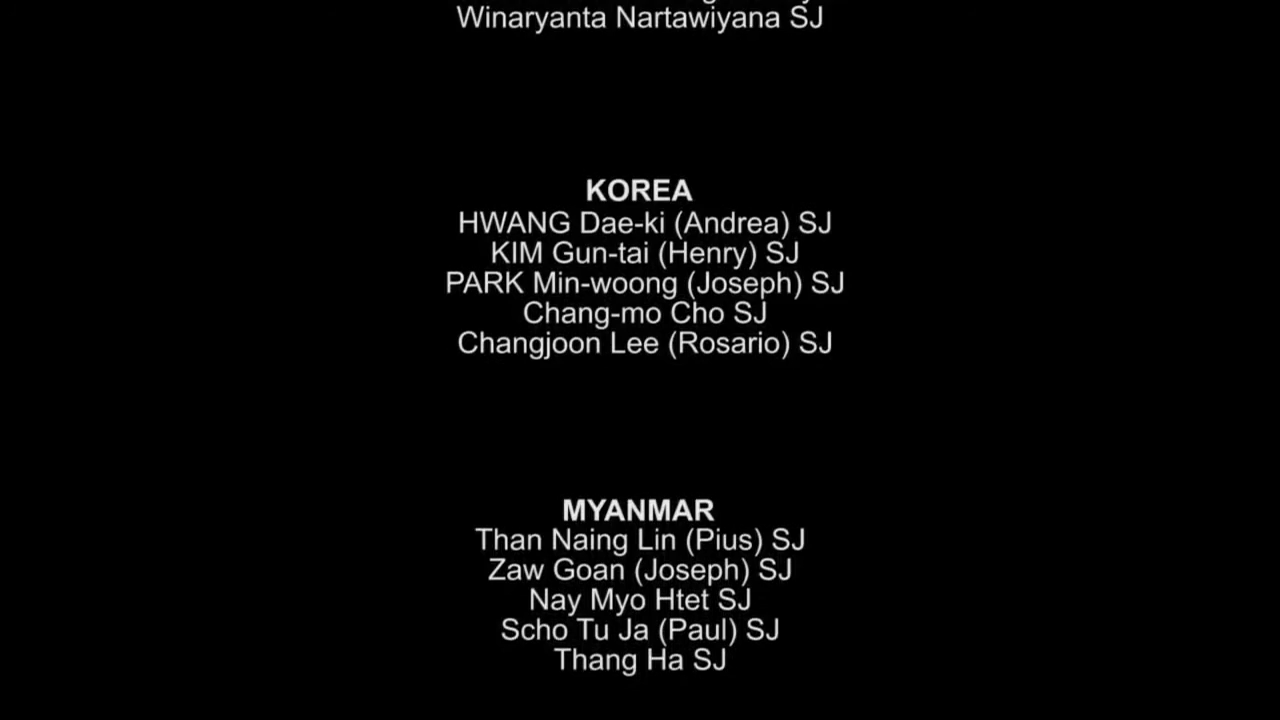 Winaryanta Nartawiyana SJ
KOREA
HWANG Dae-ki (Andrea) SJ
KIM Gun-tai (Henry) SJ
PARK Min-woong (Joseph) SJ
Chang-mo Cho SJ
Changjoon Lee (Rosario) SJ
MYANMAR
Than Naing Lin (Pius) SJ
Zaw Goan (Joseph) SJ
Nay Myo Htet SJ
Scho Tu Ja (Paul) SJ
Thang Ha SJ